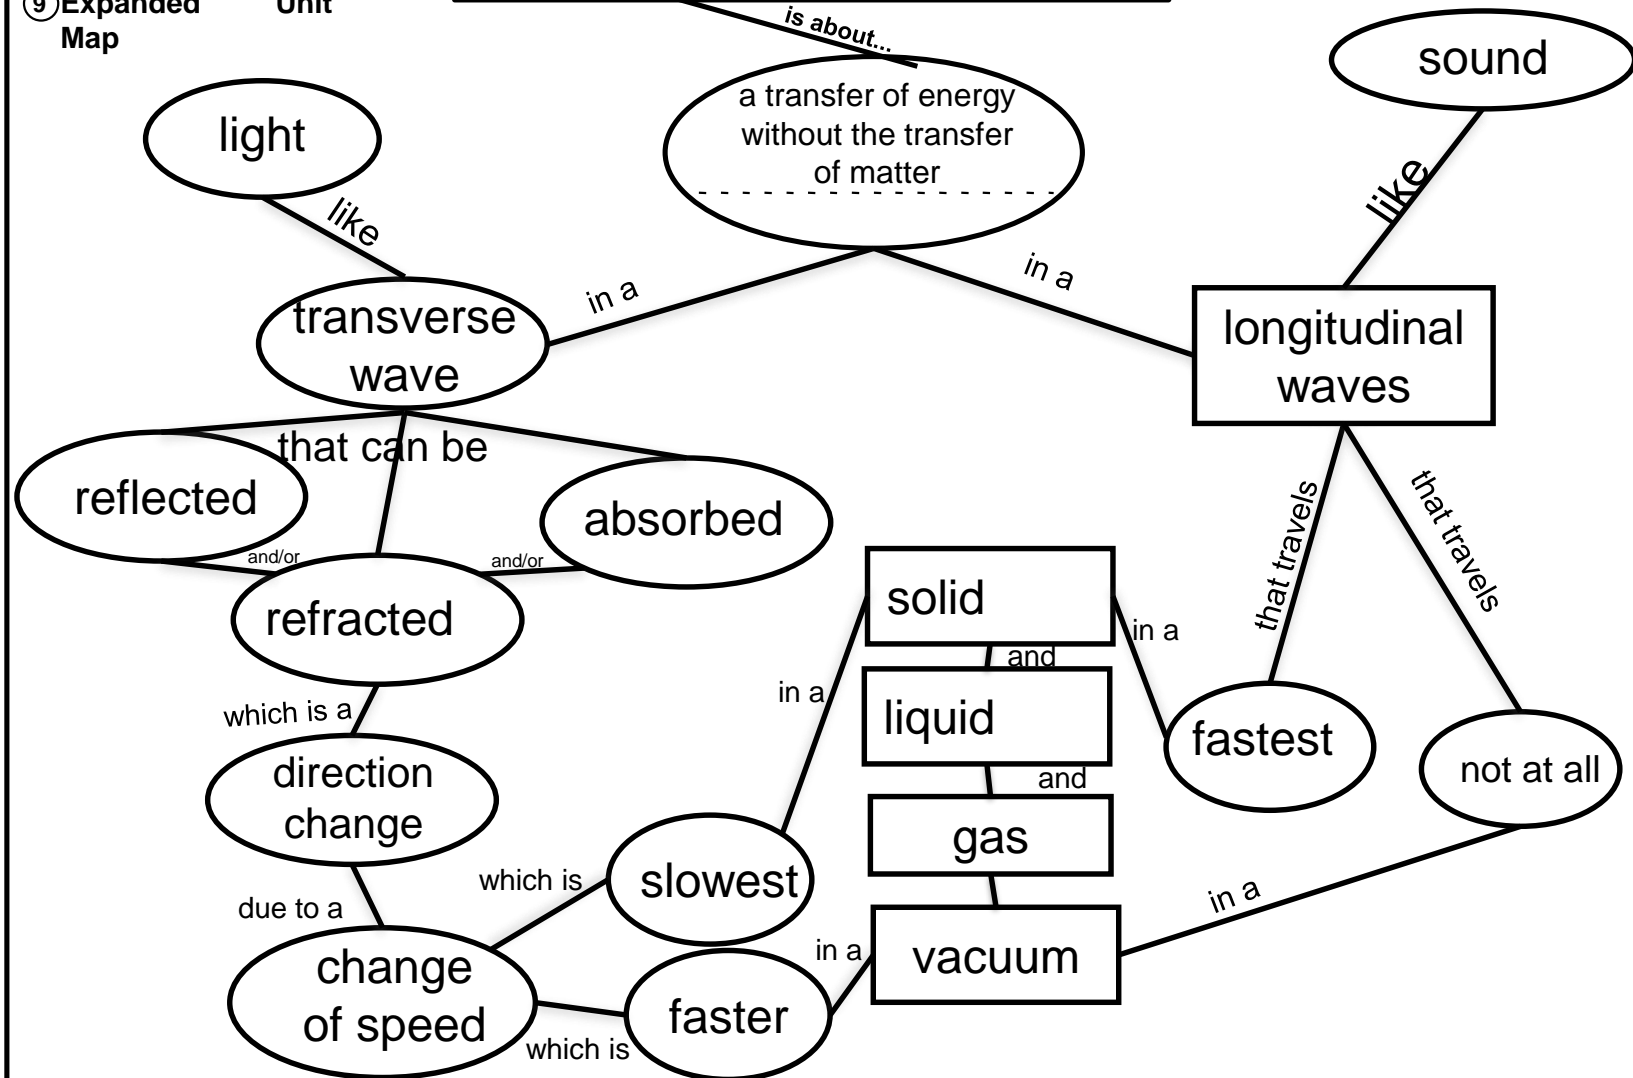 9 Expanded Unit
Map
is about...
a transfer of energy
without the transfer
of matter
sound
light
like
like
in a
in a
transverse
wave
longitudinal
waves
that can be
reflected
absorbed
and/or
and/or
refracted
that travels
that travels
solid
in a
and
in a
liquid
fastest
not at all
and
which is a
direction
change
gas
which is
slowest
due to a
in a
in a
vacuum
change
of speed
faster
which is